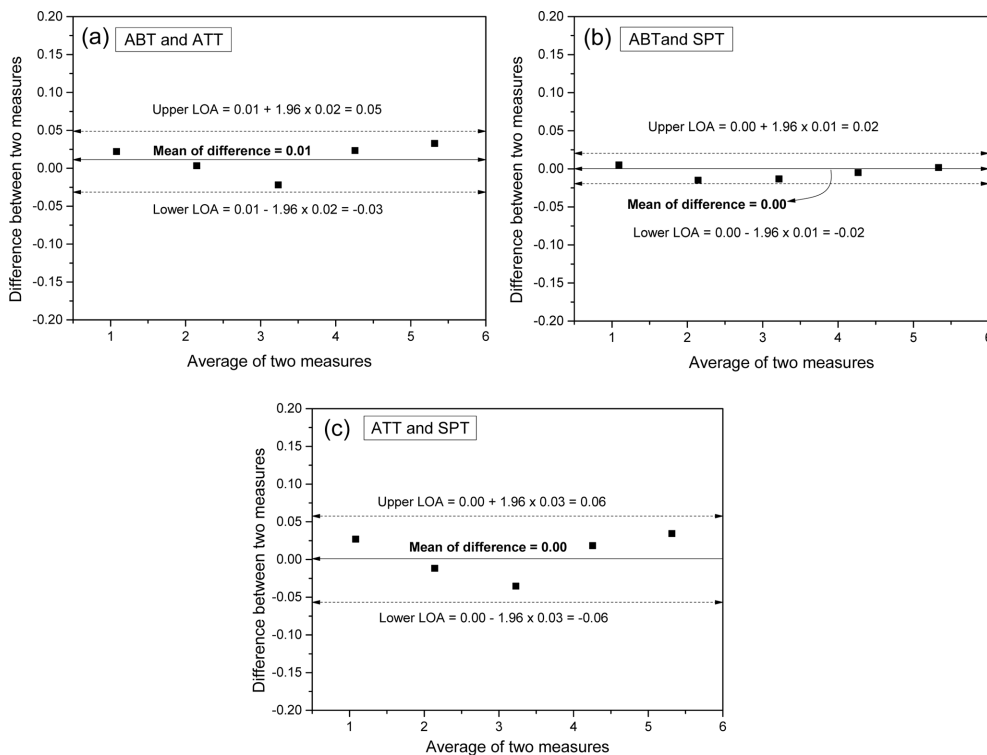 (a)
ABT and ATT
Difference between two measures
0.20
0.15
0.10
0.05
0.00
-0.05
-0.10
-0.15
-0.20
Upper LOA = 0.01 + 1.96 x 0.02 = 0.05
Mean of difference = 0.01
Lower LOA = 0.01 - 1.96 x 0.02 = -0.03
1 2 3 4 5 6
Average of two measures
(b)
ABTand SPT
Difference between two measures
0.20
0.15
0.10
0.05
0.00
-0.05
-0.10
-0.15
-0.20
Upper LOA = 0.00 + 1.96 x 0.01 = 0.02
Mean of difference = 0.00
Lower LOA = 0.00 - 1.96 x 0.01 = -0.02
1 2 3 4 5 6
Average of two measures
(c)
ATT and SPT
Difference between two measures
0.20
0.15
0.10
0.05
0.00
-0.05
-0.10
-0.15
-0.20
Upper LOA = 0.00 + 1.96 x 0.03 = 0.06
Mean of difference = 0.00
Lower LOA = 0.00 - 1.96 x 0.03 = -0.06
1 2 3 4 5 6
Average of two measures